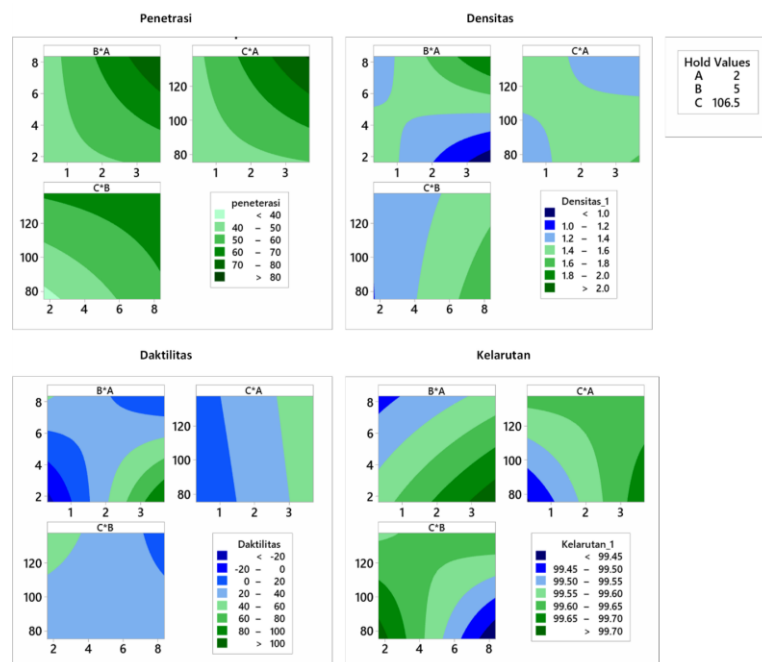 Penetrasi
B*A
C*A
8
6
4
2
1 2 3
120
100
80
1 2 3
C*B
120
100
80
2 4 6 8
peneterasi
< 40
40 – 50
50 – 60
60 – 70
70 – 80
> 80
Densitas
B*A
C*A
8
6
4
2
1 2 3
120
100
80
1 2 3
C*B
120
100
80
2 4 6 8
Densitas_1
< 1.0
1.0 – 1.2
1.2 – 1.4
1.4 – 1.6
1.6 – 1.8
1.8 – 2.0
> 2.0
Hold Values
A 2
B 5
C 106.5
Daktilitas
B*A
C*A
8
6
4
2
1 2 3
120
100
80
1 2 3
C*B
120
100
80
2 4 6 8
Daktilitas
< -20
-20 – 0
0 – 20
20 – 40
40 – 60
60 – 80
80 – 100
> 100
Kelarutan
B*A
C*A
8
6
4
2
1 2 3
120
100
80
1 2 3
C*B
120
100
80
2 4 6 8
Kelarutan_1
< 99.45
99.45 – 99.50
99.50 – 99.55
99.55 – 99.60
99.60 – 99.65
99.65 – 99.70
> 99.70